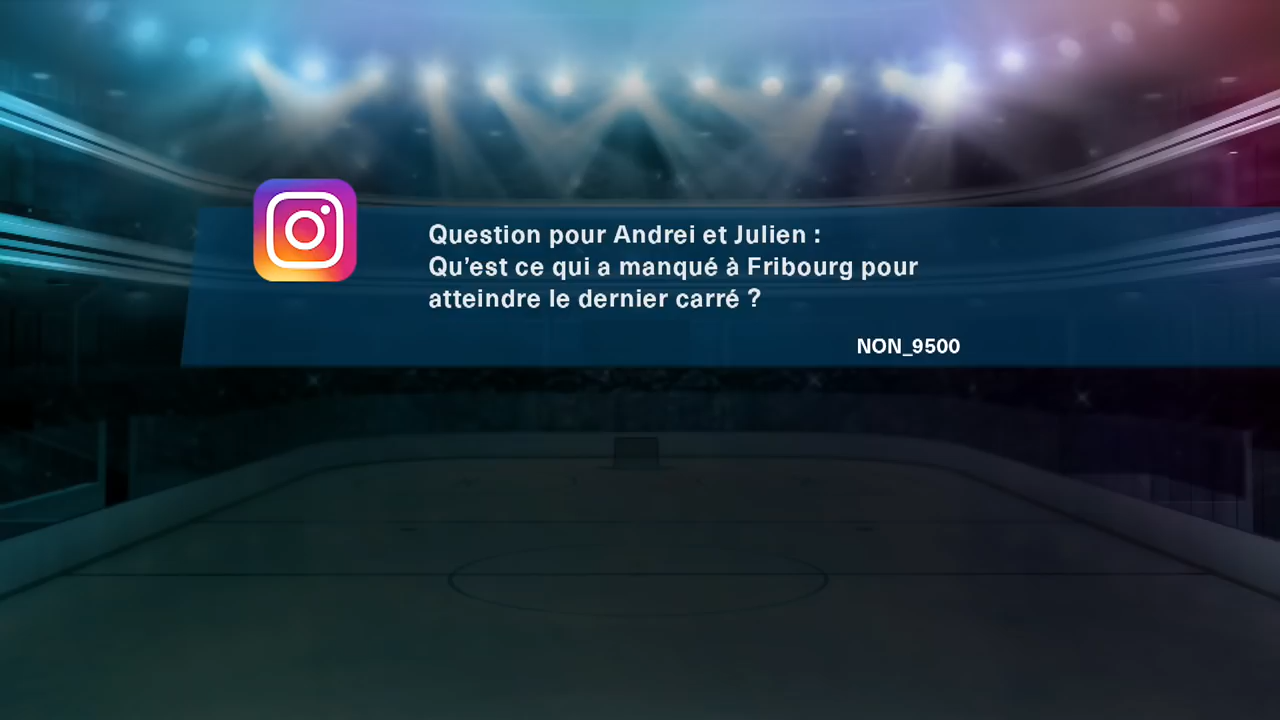 Question pour Andrei et Julien :
Qu’est ce qui a manqué à Fribourg pour
atteindre le dernier carré ?
NON_9500